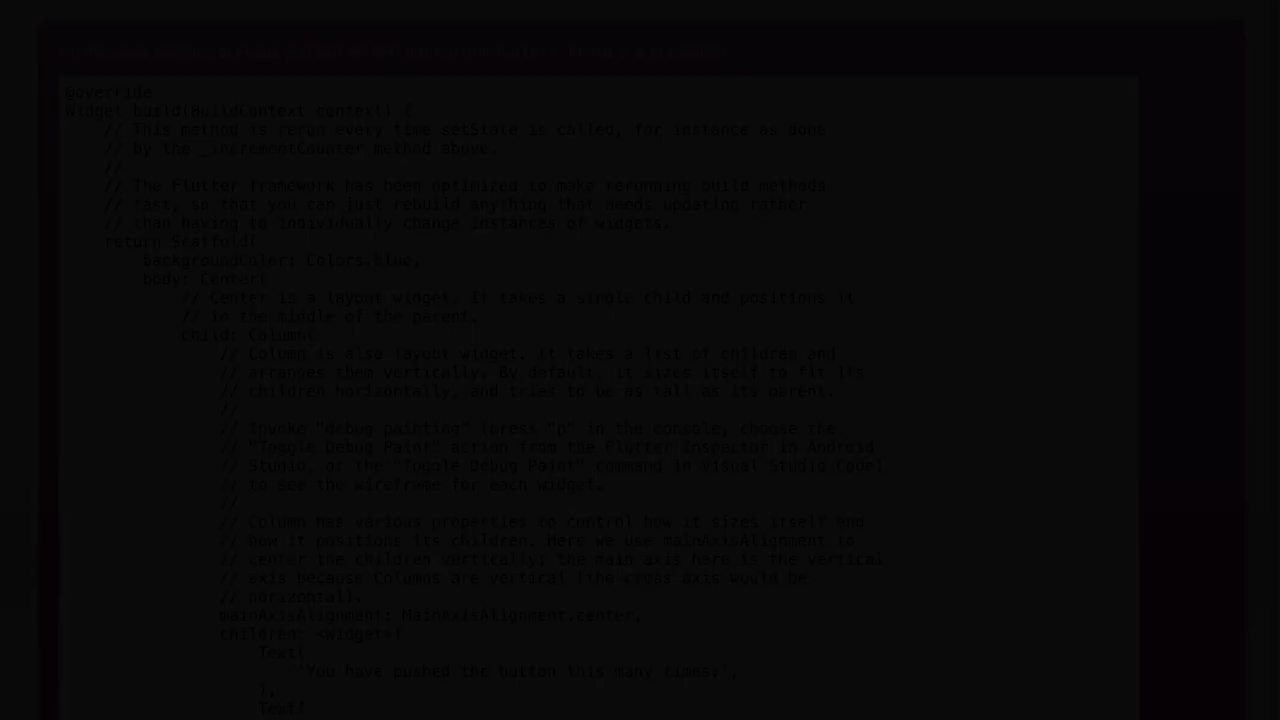 @override
Widget build(BuildContext context) {
// This method is rerun every time setState is called, for instance as done
// by the _incrementCounter method above.
//
// The Flutter framework has been optimized to make rerunning build methods
// fast, so that you can just rebuild anything that needs updating rather
// than having to individually change instances of widgets.
return Scaffold(
backgroundColor: Colors.blue,
body: Center(
// Center is a layout widget. It takes a single child and positions it
// in the middle of the parent.
child: Column(
// Column is also layout widget. It takes a list of children and
// arranges them vertically. By default, it sizes itself to fit its
// children horizontally, and tries to be as tall as its parent.
//
// Invoke "debug painting" (press "p" in the console, choose the
// "Toggle Debug Paint" action from the Flutter Inspector in Android
// Studio, or the "Toggle Debug Paint" command in Visual Studio Code)
// to see the wireframe for each widget.
//
// Column has various properties to control how it sizes itself and
// how it positions its children. Here we use mainAxisAlignment to
// center the children vertically; the main axis here is the vertical
// axis because Columns are vertical (the cross axis would be
// horizontal).
mainAxisAlignment: MainAxisAlignment.center,
children: <Widget>[
Text(
'You have pushed the button this many times:',
),
Text(